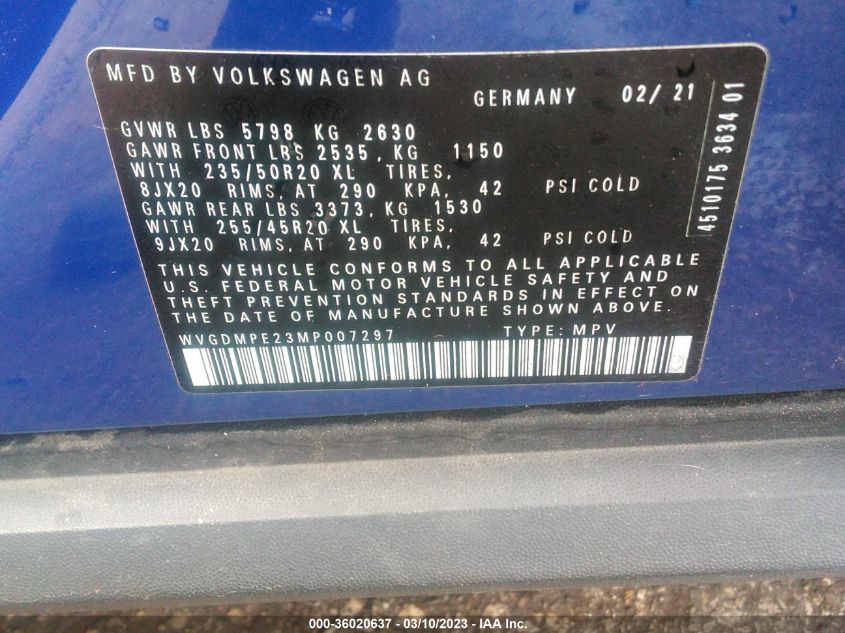 MFD BY VOLKSWAGEN AG
GERMANY 02/ 21
GVWR LBS 5798 KG 2630
GAWR FRONT LBS 2535, KG 1150
WITH 235/50R20 XL TIRES,
8JX20 RIMS, AT 290 KPA, 42 PSI COLD
GAWR REAR LBS 3373, KG 1530
WITH 255/45R20 XL TIRES,
9JX20 RIMS, AT 290 KPA, 42 PSI COLD
THIS VEHICLE CONFORMS TO ALL APPLICABLE
U.S. FEDERAL MOTOR VEHICLE SAFETY AND
THEFT PREVENTION STANDARDS IN EFFECT ON
THE DATE OF MANUFACTURE SHOWN ABOVE.
WVGDMPE23MP007297 TYPE: MPV
4510175 3634 01
000-36020637 - 03/10/2023 - IAA Inc.